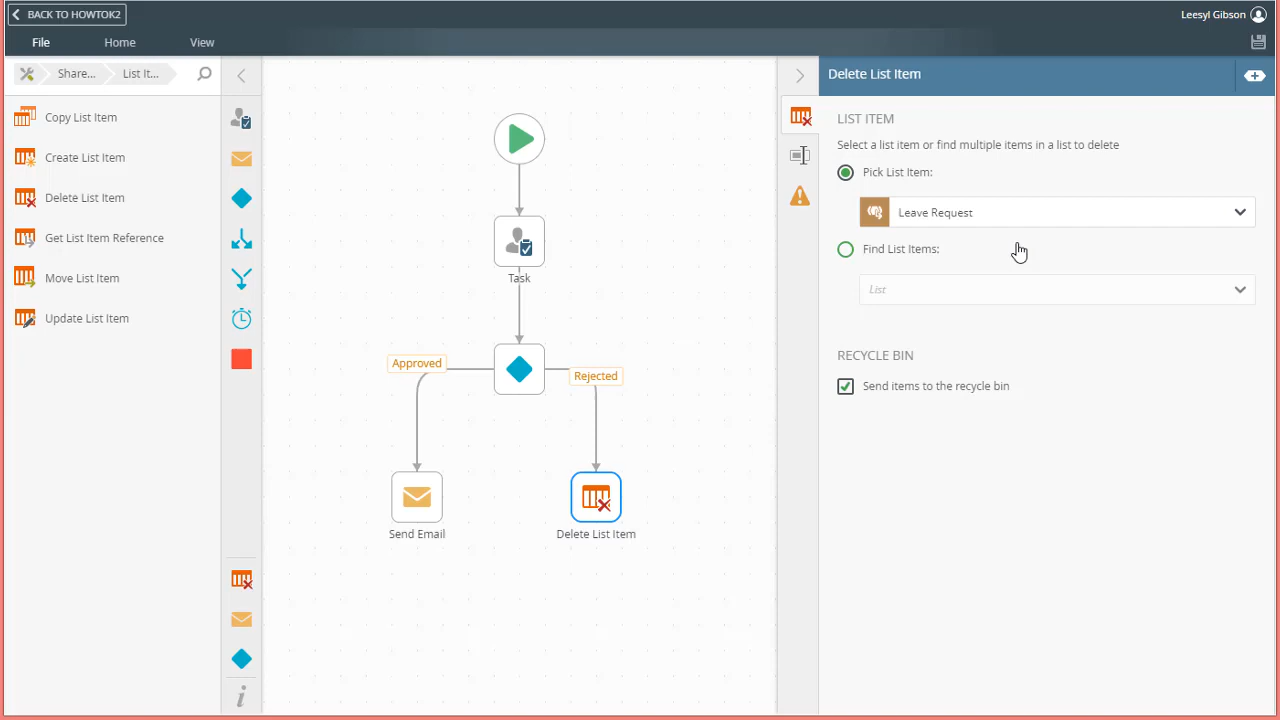 BACK TO HOWTOK2
Leesyl Gibson
File
Home
View
Share...
List It...
Copy List Item
Create List Item
Delete List Item
Get List Item Reference
Move List Item
Update List Item
Task
Approved
Rejected
Send Email
Delete List Item
Delete List Item
LIST ITEM
Select a list item or find multiple items in a list to delete
Pick List Item:
Leave Request
Find List Items:
List
RECYCLE BIN
Send items to the recycle bin